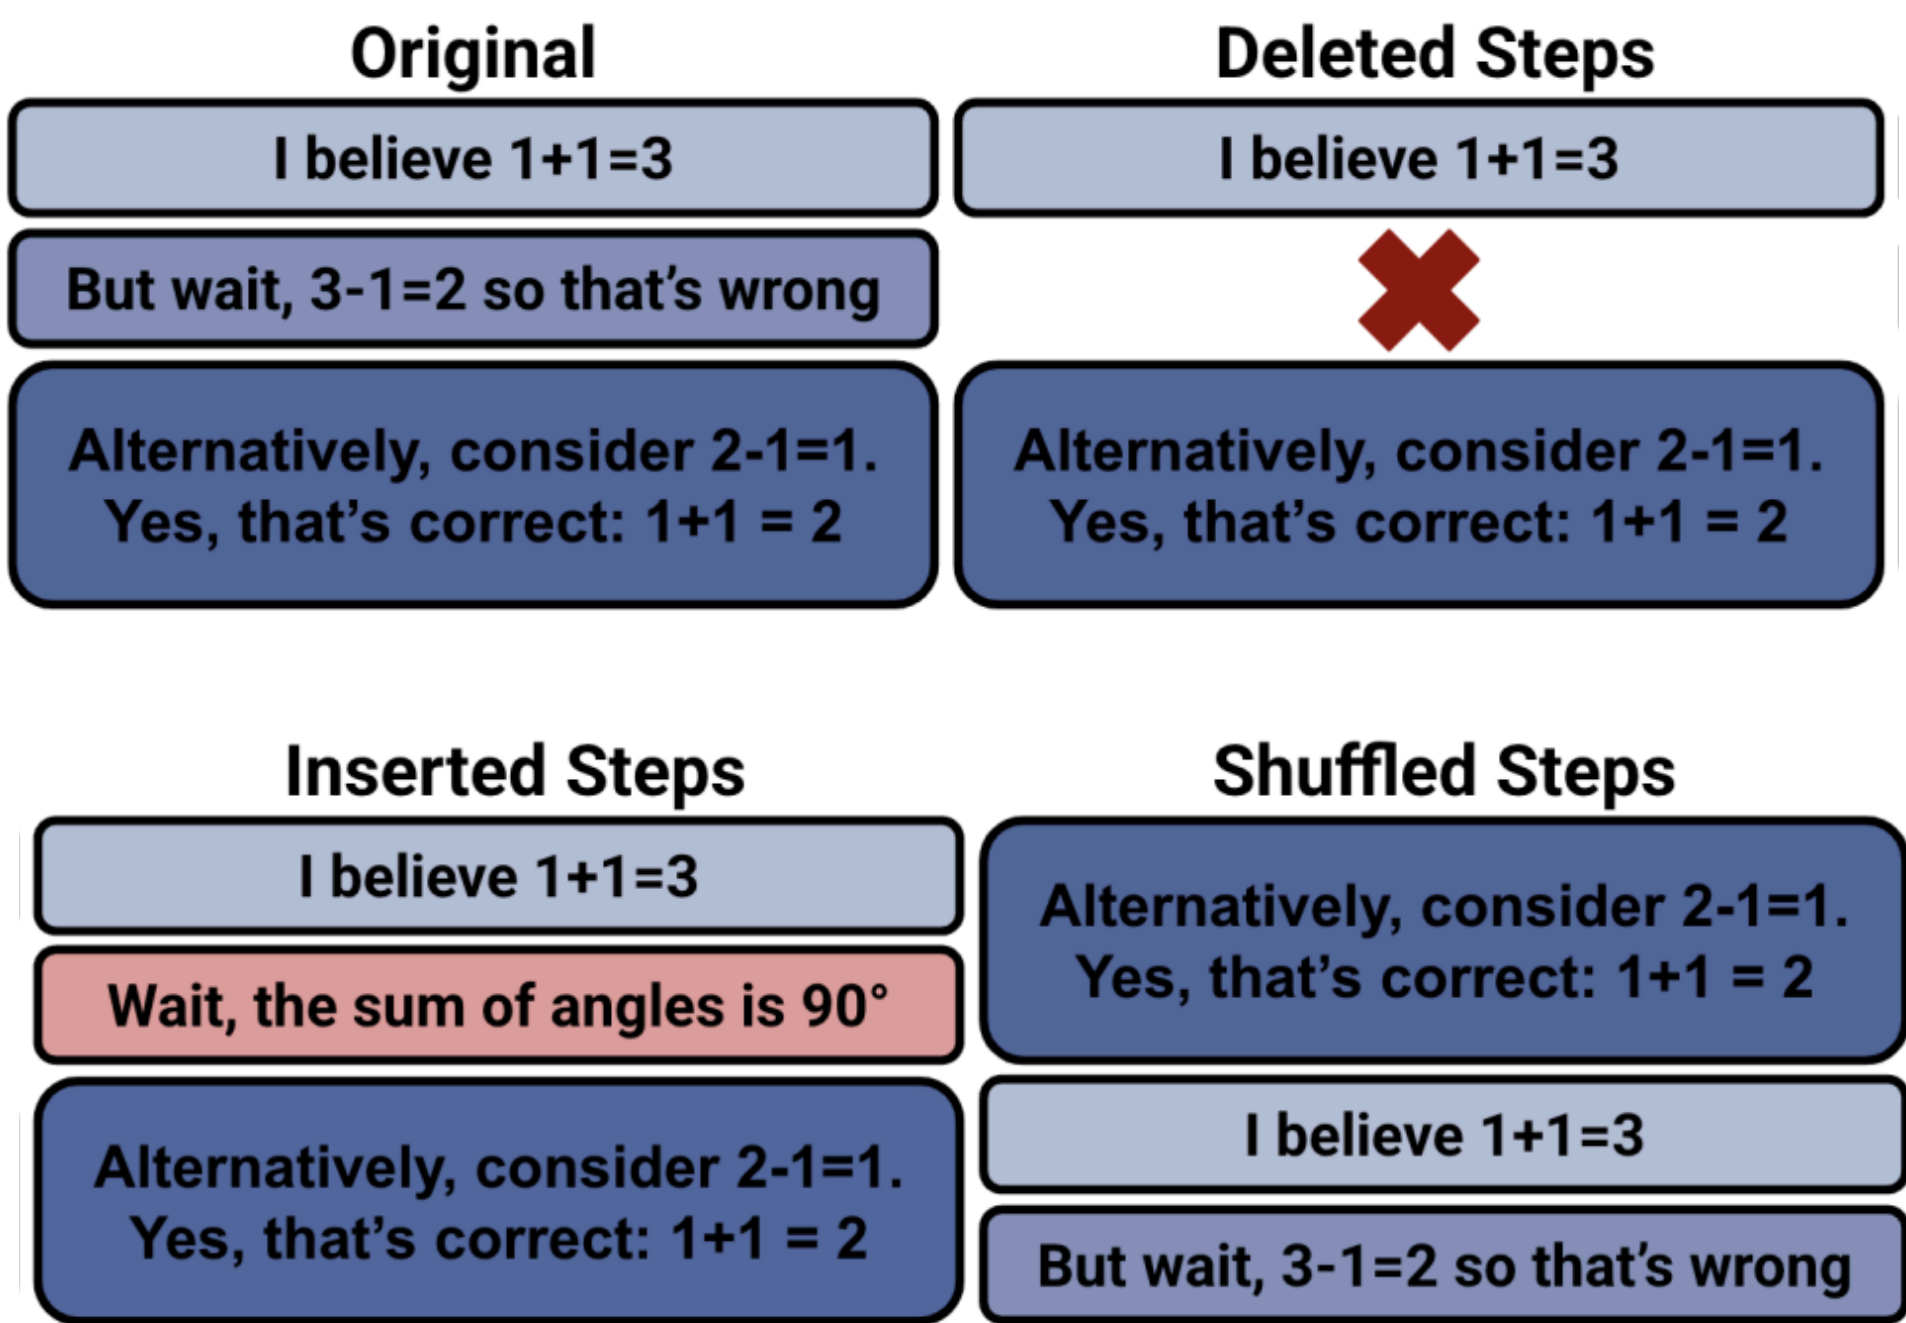 Original
I believe 1+1=3
But wait, 3-1=2 so that's wrong
Alternatively, consider 2-1=1.
Yes, that's correct: 1+1 = 2
Deleted Steps
I believe 1+1=3
Alternatively, consider 2-1=1.
Yes, that's correct: 1+1 = 2
Inserted Steps
I believe 1+1=3
Wait, the sum of angles is 90°
Alternatively, consider 2-1=1.
Yes, that's correct: 1+1 = 2
Shuffled Steps
Alternatively, consider 2-1=1.
Yes, that's correct: 1+1 = 2
I believe 1+1=3
But wait, 3-1=2 so that's wrong